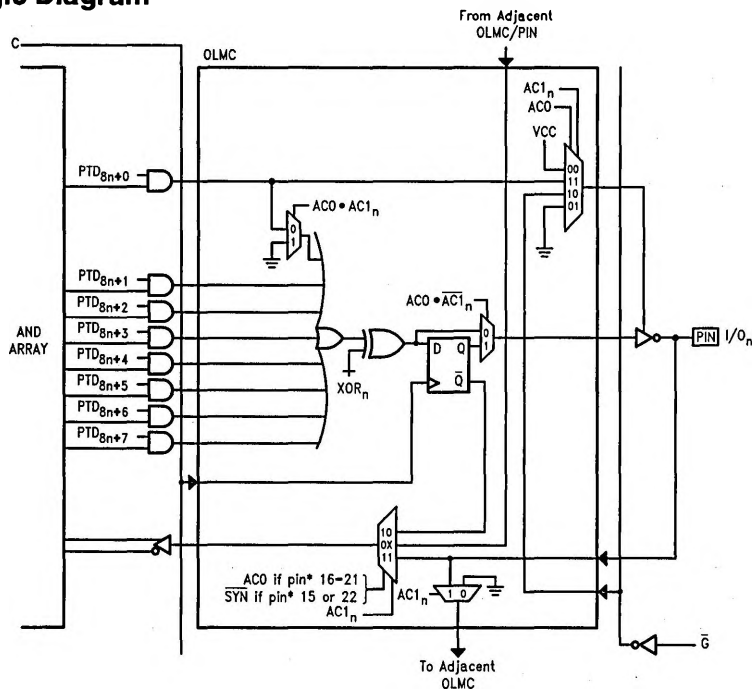 gic Diagram
From Adjacent
OLMC/PIN
C
OLMC
AC1n
AC0
VCC
00
11
10
01
PTD8n+0
AC0 • AC1n
0
1
PTD8n+1
PTD8n+2
PTD8n+3
PTD8n+4
PTD8n+5
PTD8n+6
PTD8n+7
AND
ARRAY
XORn
AC0 • A̅C̅1̅n
0
1
D Q
Q̅
PIN I/On
10
0X
11
AC0 if pin* 16-21
S̅Y̅N̅ if pin* 15 or 22
AC1n
AC1n
1 0
G̅
To Adjacent
OLMC